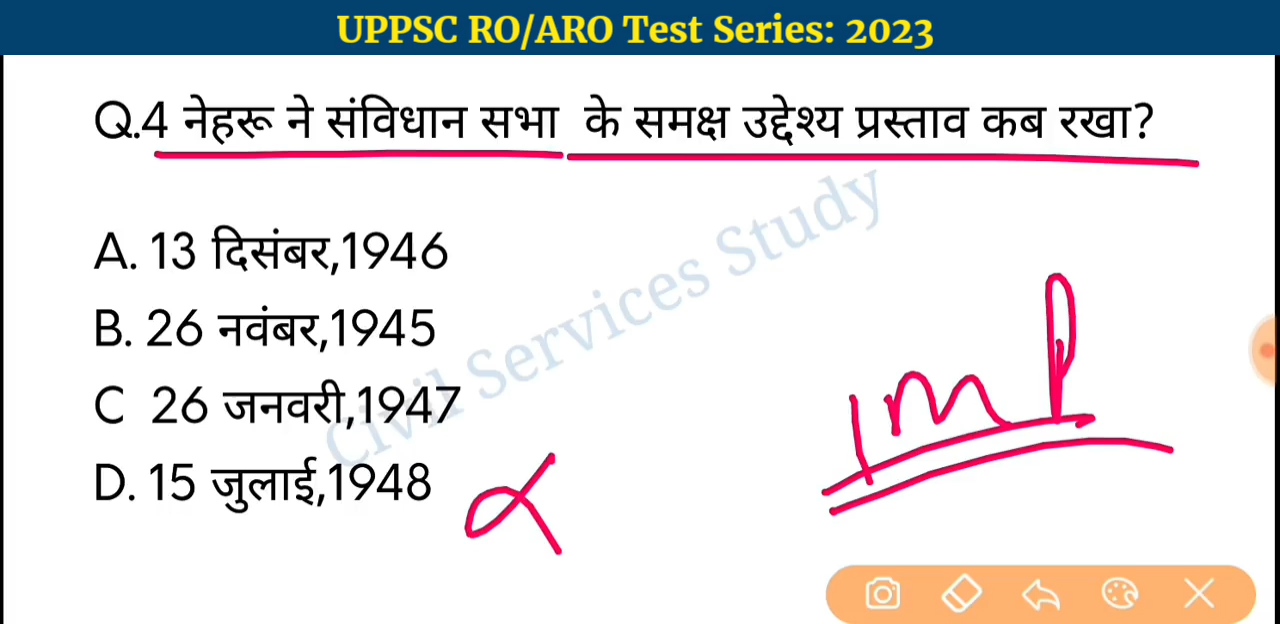 UPPSC RO/ARO Test Series: 2023
Q.4 नेहरू ने संविधान सभा के समक्ष उद्देश्य प्रस्ताव कब रखा?
A. 13 दिसंबर,1946
B. 26 नवंबर,1945
C 26 जनवरी,1947
D. 15 जुलाई,1948
Civil Services Study
Imp